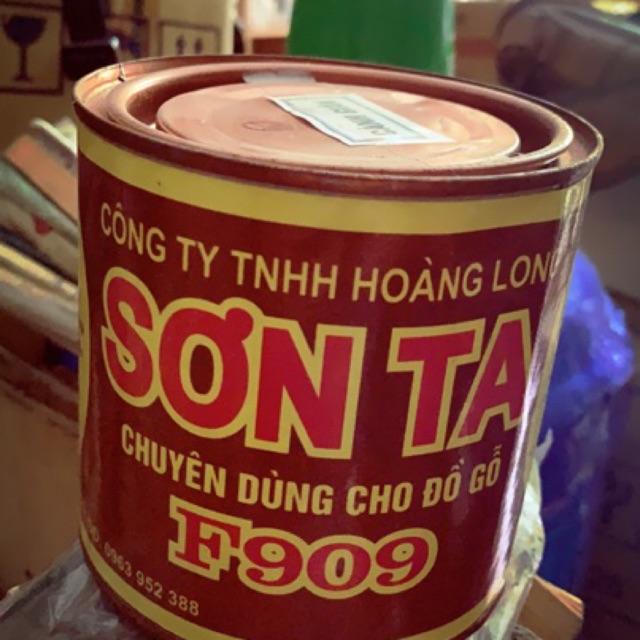 CÔNG TY TNHH HOÀNG LONG
SƠN TA
CHUYÊN DÙNG CHO ĐỒ GỖ
F909
0963 952 388